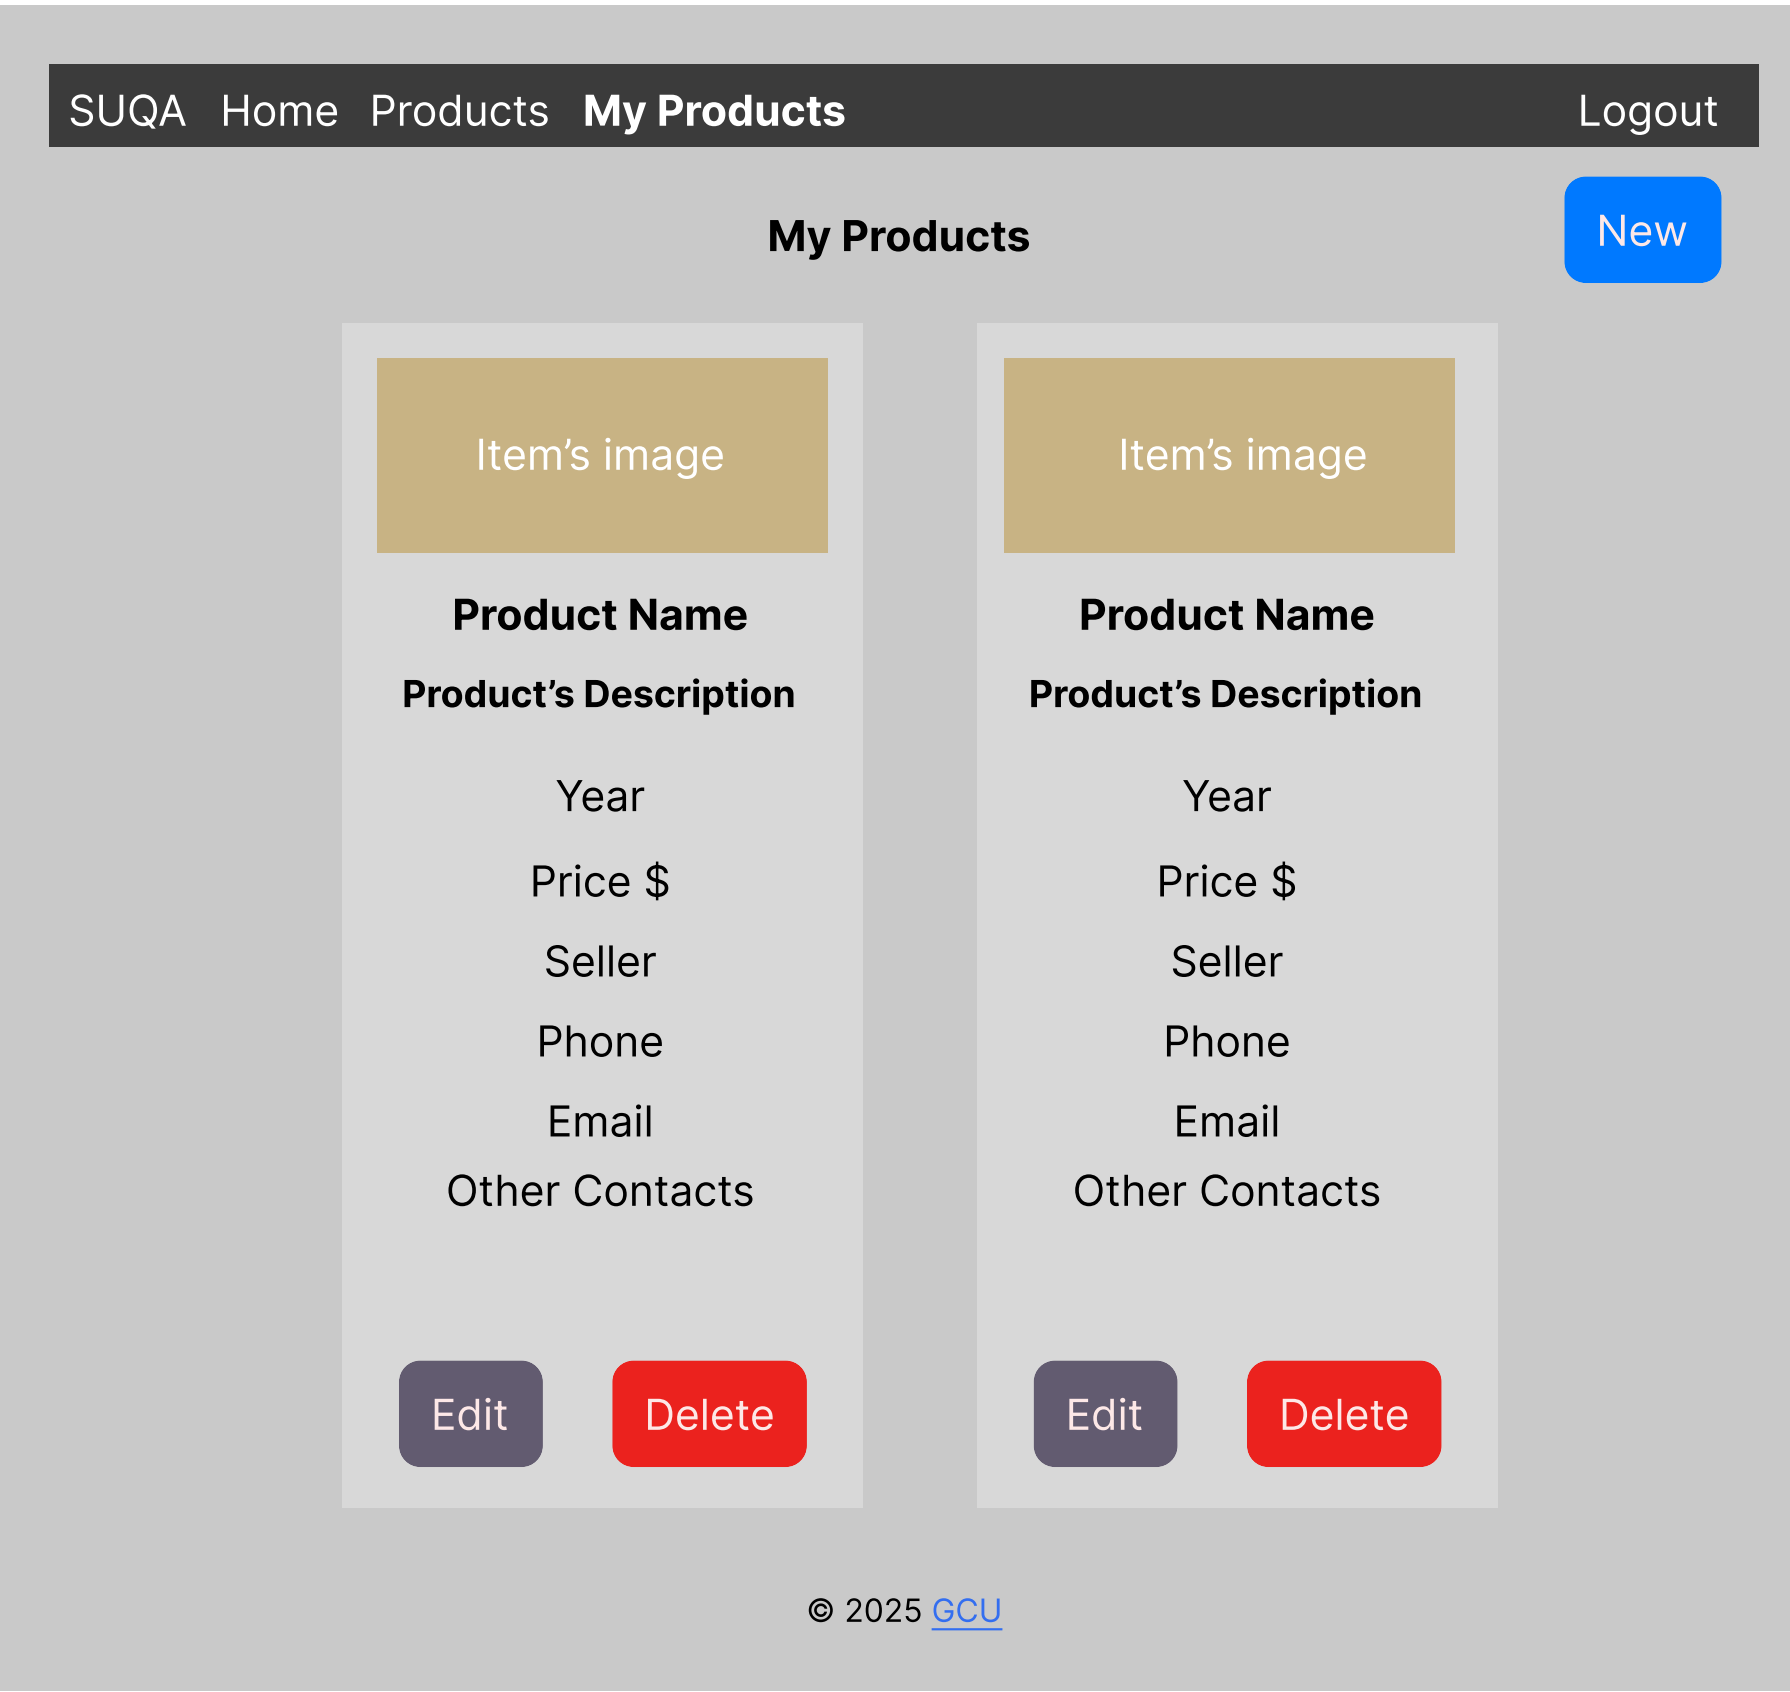 SUQA Home Products My Products Logout
My Products
New
Item’s image
Product Name
Product’s Description
Year
Price $
Seller
Phone
Email
Other Contacts
Edit Delete
Item’s image
Product Name
Product’s Description
Year
Price $
Seller
Phone
Email
Other Contacts
Edit Delete
© 2025 GCU